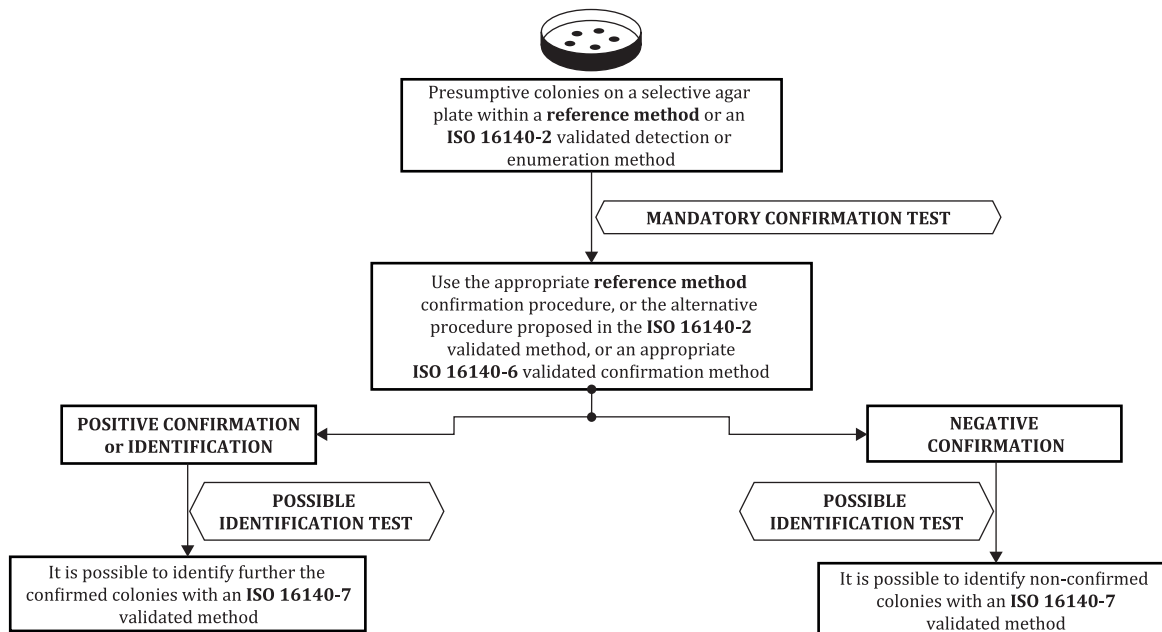 Presumptive colonies on a selective agar
plate within a reference method or an
ISO 16140-2 validated detection or
enumeration method
MANDATORY CONFIRMATION TEST
Use the appropriate reference method
confirmation procedure, or the alternative
procedure proposed in the ISO 16140-2
validated method, or an appropriate
ISO 16140-6 validated confirmation method
POSITIVE CONFIRMATION
or IDENTIFICATION
NEGATIVE
CONFIRMATION
POSSIBLE
IDENTIFICATION TEST
POSSIBLE
IDENTIFICATION TEST
It is possible to identify further the
confirmed colonies with an ISO 16140-7
validated method
It is possible to identify non-confirmed
colonies with an ISO 16140-7
validated method